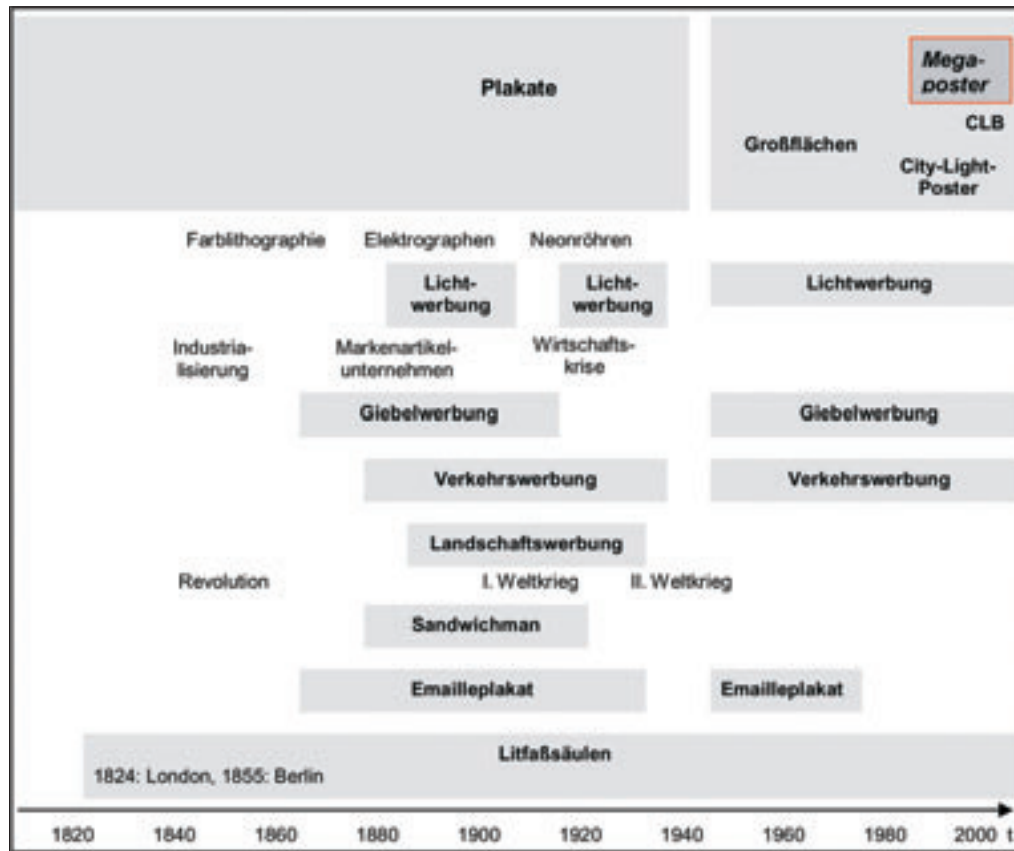 Plakate
Mega-
poster
CLB
Großflächen
City-Light-
Poster
Farblithographie Elektrographen Neonröhren
Licht-
werbung
Licht-
werbung
Lichtwerbung
Industria-
lisierung
Markenartikel-
unternehmen
Wirtschafts-
krise
Giebelwerbung Giebelwerbung
Verkehrswerbung Verkehrswerbung
Landschaftswerbung
Revolution I. Weltkrieg II. Weltkrieg
Sandwichman
Emailleplakat Emailleplakat
Litfaßsäulen
1824: London, 1855: Berlin
1820 1840 1860 1880 1900 1920 1940 1960 1980 2000 t